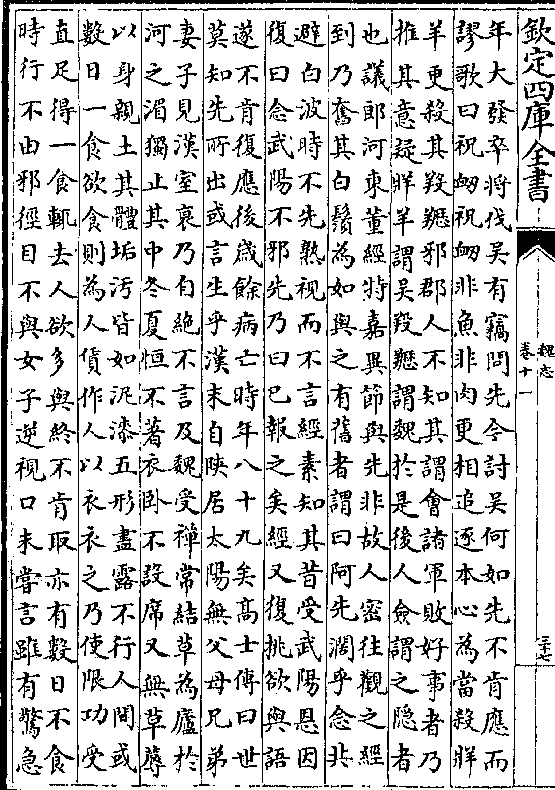 欽定四庫全書
魏志
卷十一
三十七
年大發卒將伐吳有竊問先今討吳何如先不肯應而
謬歌曰祝衂祝衂非魚非肉更相追逐本心為當殺牂
羊更殺其羖䍽邪郡人不知其謂會諸軍敗好事者乃
推其意疑牂羊謂吳羖䍽謂魏於是後人僉謂之隱者
也議郎河東董經特嘉異節與先非故人密往觀之經
到乃奮其白鬚為如與之有舊者謂曰阿先濶乎念共
避白波時不先熟視而不言經素知其昔受武陽恩因
復曰念武陽不邪先乃曰已報之矣經又復挑欲與語
遂不肯復應後歲餘病亡時年八十九矣高士傳曰世
莫知先所出或言生乎漢末自陜居太陽無父母兄弟
妻子見漢室衰乃自絶不言及魏受禪常結草為廬於
河之湄獨止其中冬夏恒不著衣卧不設席又無草蓐
以身親土其體垢汚皆如泥漆五形盡露不行人間或
數日一食欲食則為人賃作人以衣衣之乃使限功受
直足得一食輒去人欲多與終不肯取亦有數日不食
時行不由邪徑目不與女子逆視口未嘗言雖有驚急